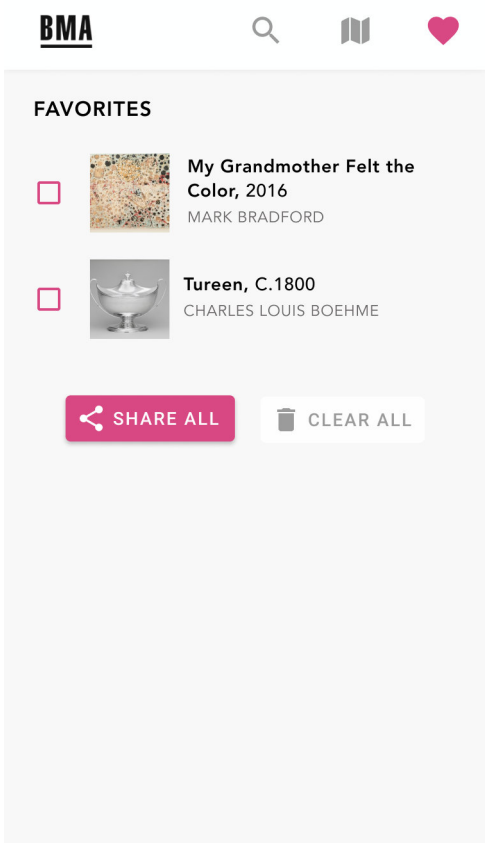 BMA
FAVORITES
My Grandmother Felt the
Color, 2016
MARK BRADFORD
Tureen, C.1800
CHARLES LOUIS BOEHME
SHARE ALL
CLEAR ALL